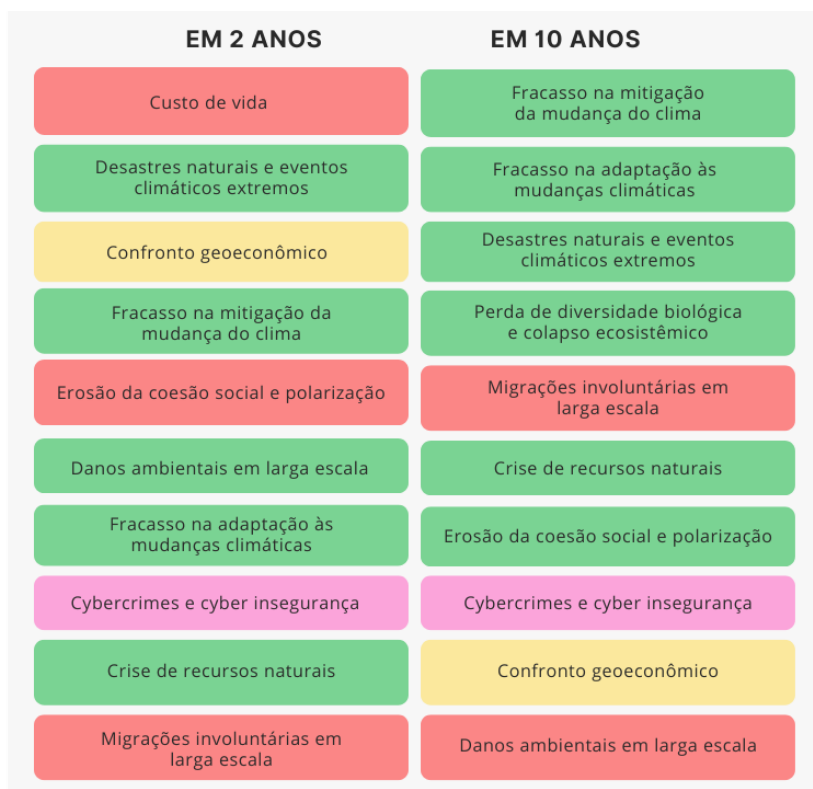 EM 2 ANOS
Custo de vida
Desastres naturais e eventos
climáticos extremos
Confronto geoeconômico
Fracasso na mitigação da
mudança do clima
Erosão da coesão social e polarização
Danos ambientais em larga escala
Fracasso na adaptação às
mudanças climáticas
Cybercrimes e cyber insegurança
Crise de recursos naturais
Migrações involuntárias em
larga escala
EM 10 ANOS
Fracasso na mitigação
da mudança do clima
Fracasso na adaptação às
mudanças climáticas
Desastres naturais e eventos
climáticos extremos
Perda de diversidade biológica
e colapso ecosistêmico
Migrações involuntárias em
larga escala
Crise de recursos naturais
Erosão da coesão social e polarização
Cybercrimes e cyber insegurança
Confronto geoeconômico
Danos ambientais em larga escala